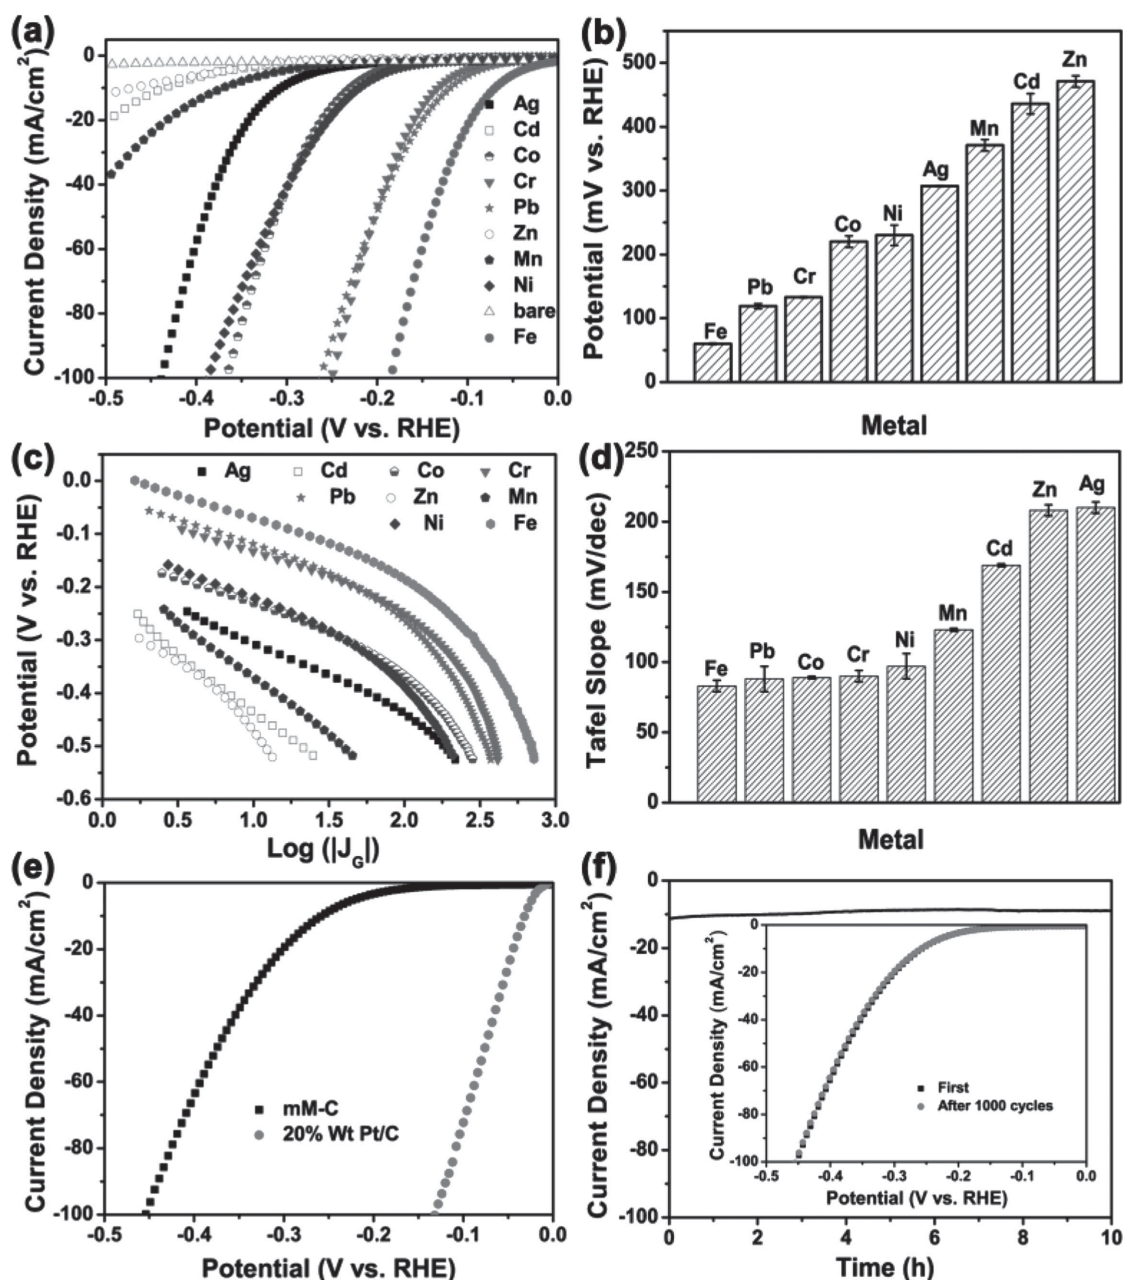 (a)
Current Density (mA/cm²)
0
-20
-40
-60
-80
-100
-0.5 -0.4 -0.3 -0.2 -0.1 0.0
Potential (V vs. RHE)
Ag
Cd
Co
Cr
Pb
Zn
Mn
Ni
bare
Fe
(b)
Potential (mV vs. RHE)
500
400
300
200
100
0
Fe Pb Cr Co Ni Ag Mn Cd Zn
Metal
(c)
Potential (V vs. RHE)
0.0
-0.1
-0.2
-0.3
-0.4
-0.5
-0.6
0.0 0.5 1.0 1.5 2.0 2.5 3.0
Log (|J_G|)
Ag Cd Co Cr
Pb Zn Mn
Ni Fe
(d)
Tafel Slope (mV/dec)
250
200
150
100
50
0
Fe Pb Co Cr Ni Mn Cd Zn Ag
Metal
(e)
Current Density (mA/cm²)
0
-20
-40
-60
-80
-100
-0.5 -0.4 -0.3 -0.2 -0.1 0.0
Potential (V vs. RHE)
mM-C
20% Wt Pt/C
(f)
Current Density (mA/cm²)
0
-20
-40
-60
-80
-100
0 2 4 6 8 10
Time (h)
Current Density (mA/cm²)
0
-20
-40
-60
-80
-100
-0.5 -0.4 -0.3 -0.2 -0.1 0.0
Potential (V vs. RHE)
First
After 1000 cycles